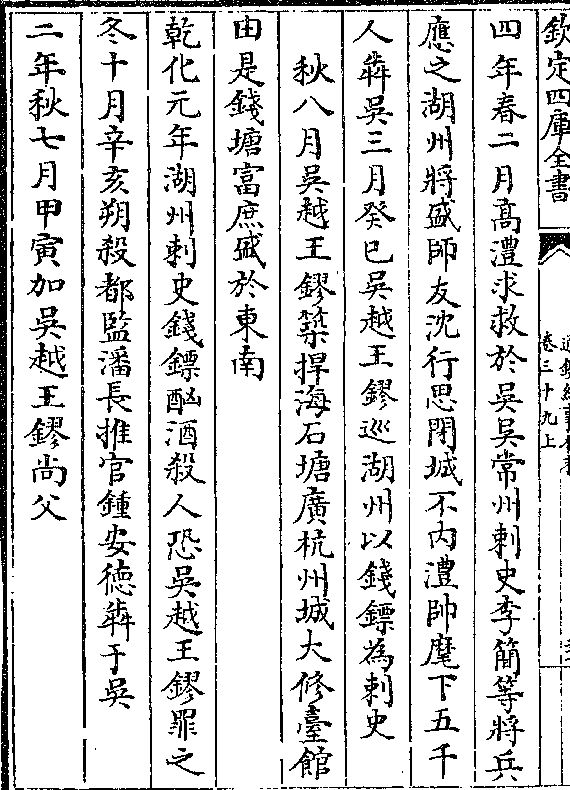 欽定四庫全書
卷三十九上
四年春二月高澧求救於吳吳常州刺史李簡等將兵
應之湖州將盛師友沈行思閉城不内澧帥麾下五千
人犇吳三月癸巳吳越王鏐巡湖州以錢鏢為刺史
秋八月吳越王鏐築捍海石塘廣杭州城大修臺館
由是錢塘富庶盛於東南
乾化元年湖州刺史錢鏢酗酒殺人恐吳越王鏐罪之
冬十月辛亥朔殺都監潘長推官鍾安德犇于吳
二年秋七月甲寅加吳越王鏐尚父